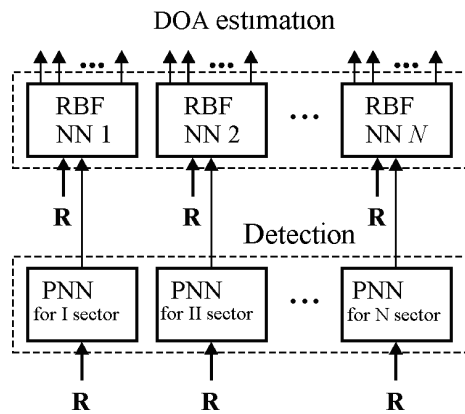 DOA estimation
... ... ...
RBF RBF ... RBF
NN 1 NN 2 NN N
R R R
Detection
PNN PNN ... PNN
for I sector for II sector for N sector
R R R